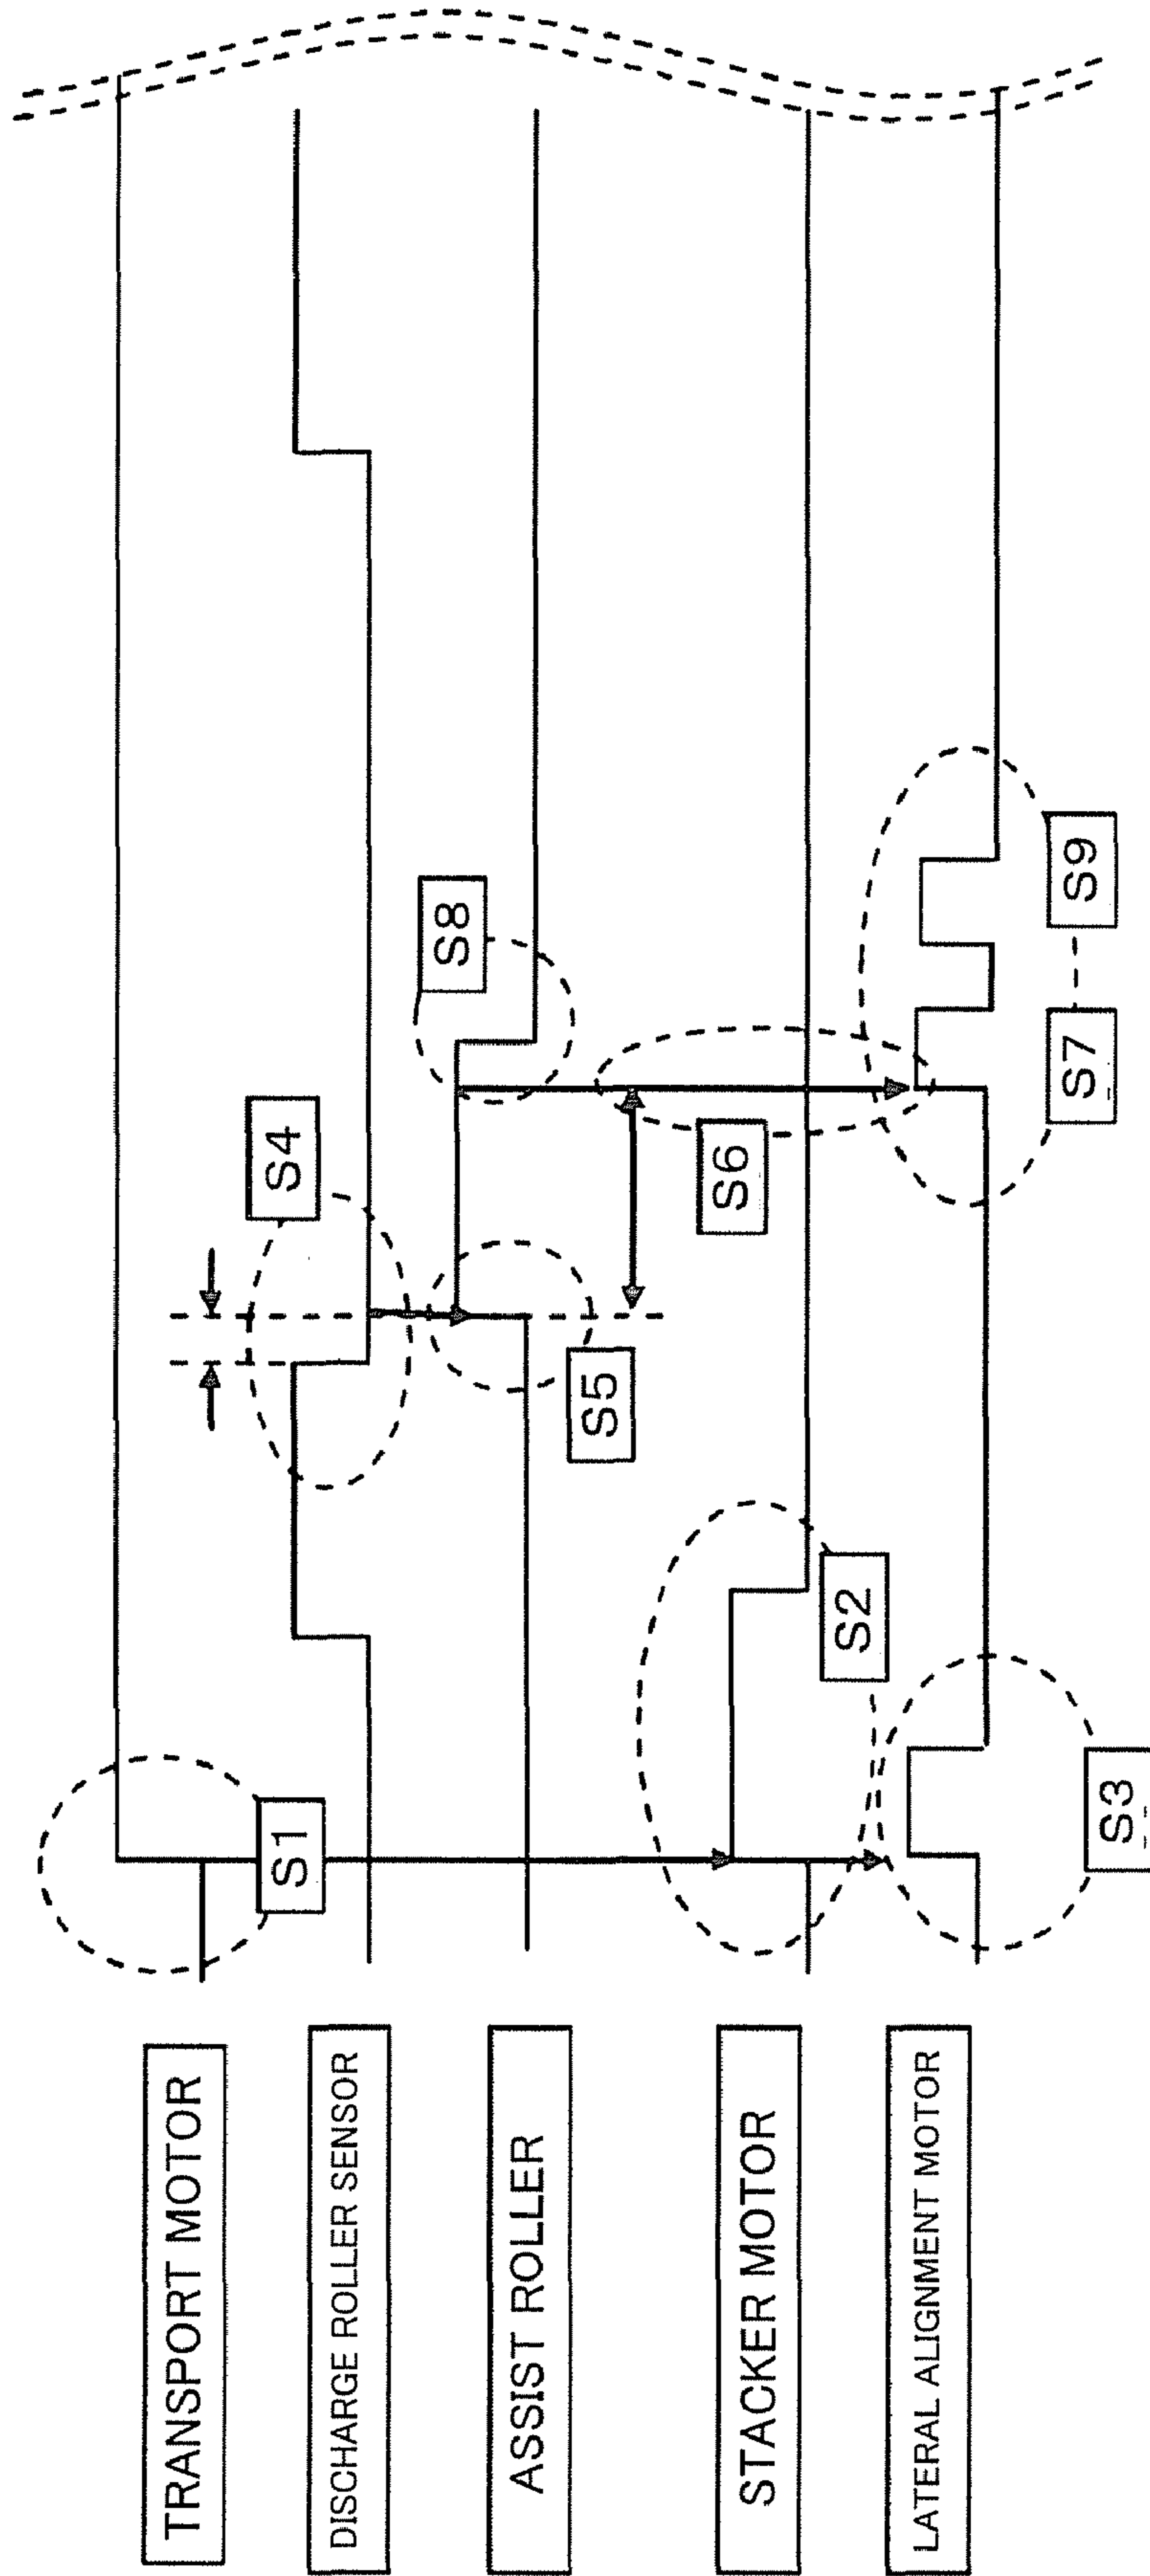 TRANSPORT MOTOR
DISCHARGE ROLLER SENSOR
ASSIST ROLLER
STACKER MOTOR
LATERAL ALIGNMENT MOTOR
S1
S2
S3
S4
S5
S6
S7
S8
S9